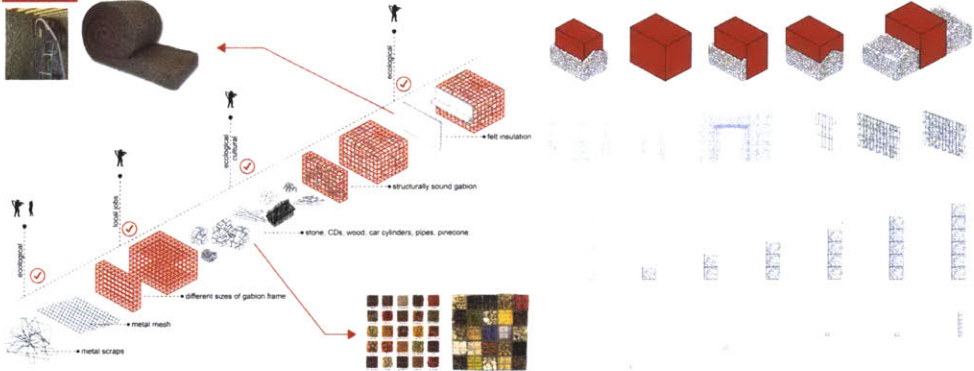 ecological
felt insulation
ecological
cultural
structurally sound gabion
local jobs
stone, CDs, wood, car cylinders, pipes, pinecone
ecological
different sizes of gabion frame
metal mesh
metal scraps